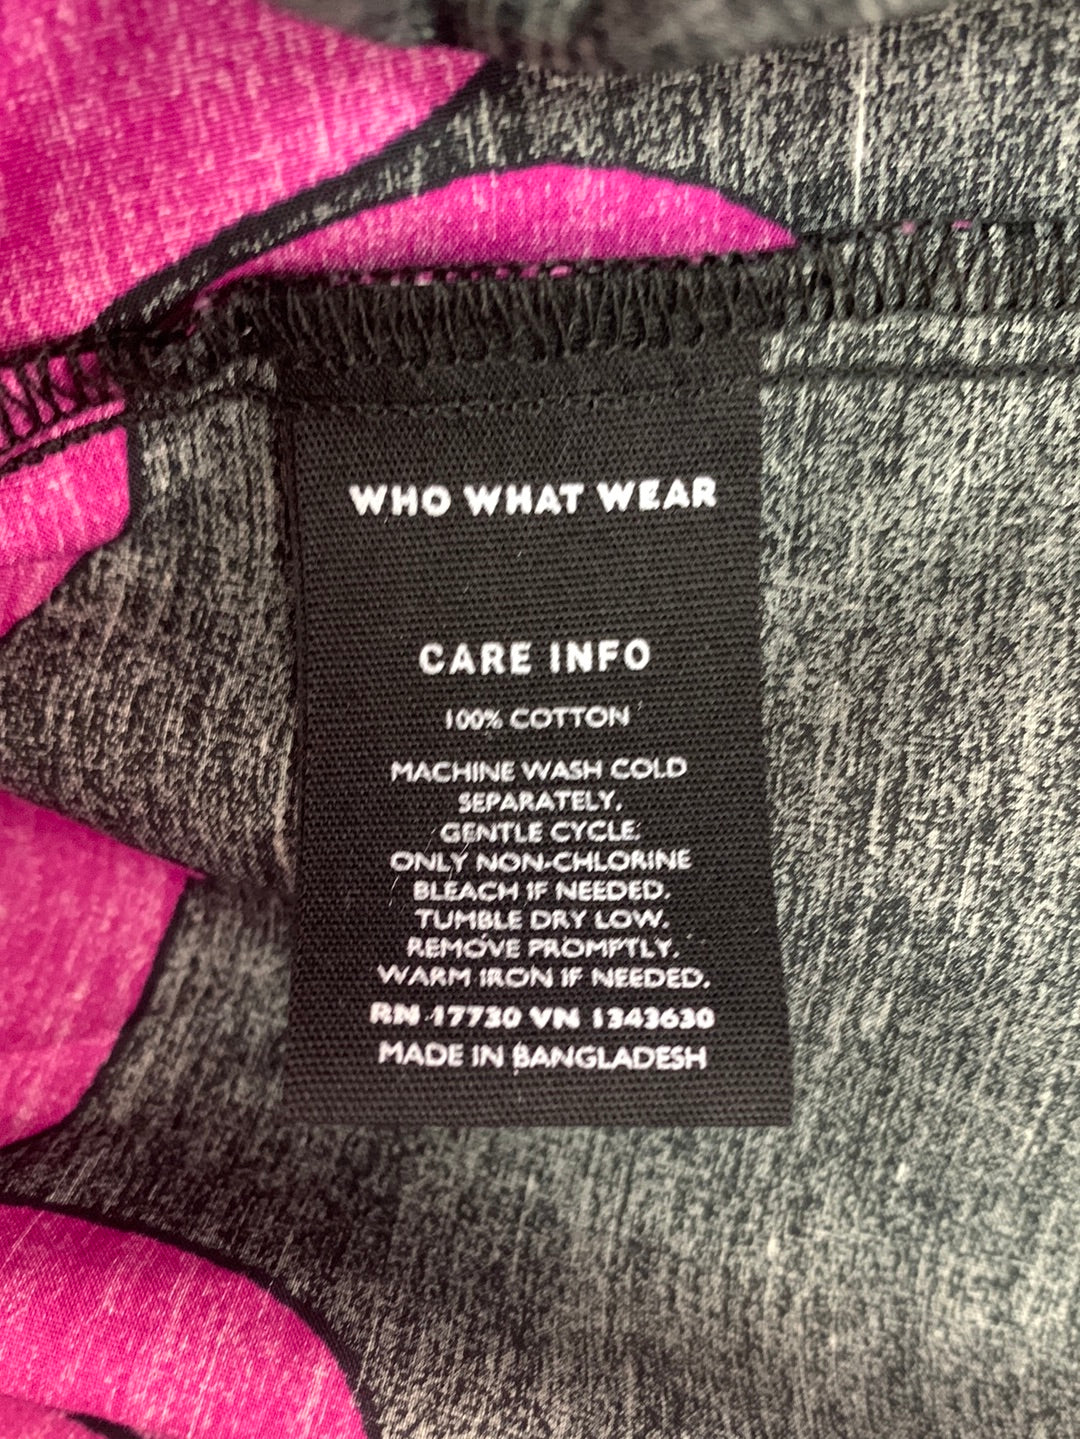 WHO WHAT WEAR
CARE INFO
100% COTTON
MACHINE WASH COLD
SEPARATELY.
GENTLE CYCLE.
ONLY NON-CHLORINE
BLEACH IF NEEDED.
TUMBLE DRY LOW.
REMOVE PROMPTLY.
WARM IRON IF NEEDED.
RN 17730 VN 1343630
MADE IN BANGLADESH